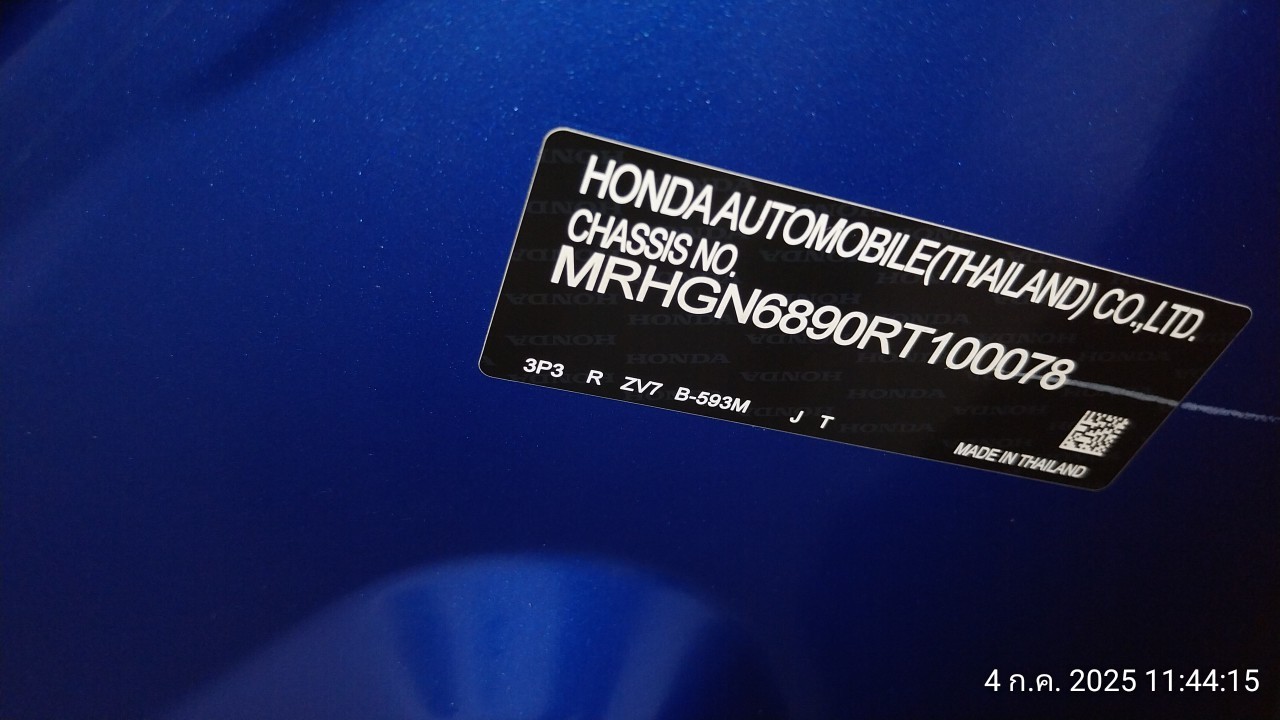 HONDA AUTOMOBILE (THAILAND) CO.,LTD.
CHASSIS NO.
MRHGN6890RT100078
3P3 R ZV7 B-593M J T
MADE IN THAILAND
4 ก.ค. 2025 11:44:15